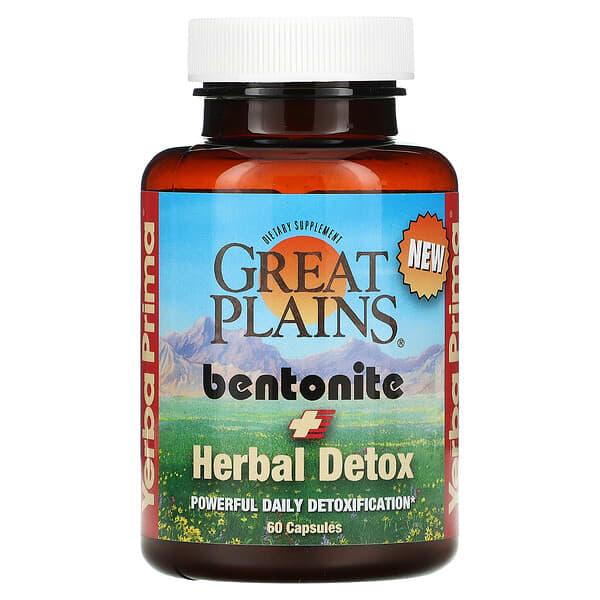 DIETARY SUPPLEMENT
GREAT
PLAINS®
NEW
bentonite
Herbal Detox
POWERFUL DAILY DETOXIFICATION*
60 Capsules
Yerba Prima®
Yerba Prima®